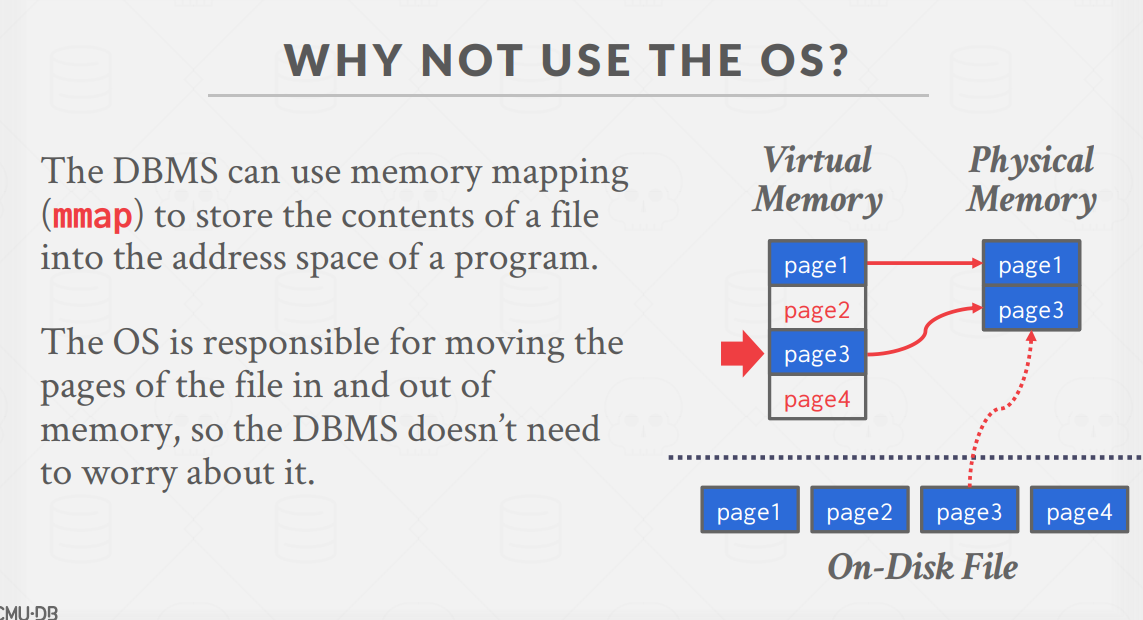 WHY NOT USE THE OS?
The DBMS can use memory mapping
(mmap) to store the contents of a file
into the address space of a program.
The OS is responsible for moving the
pages of the file in and out of
memory, so the DBMS doesn’t need
to worry about it.
Virtual
Memory
page1
page2
page3
page4
Physical
Memory
page1
page3
page1 page2 page3 page4
On-Disk File
CMU·DB